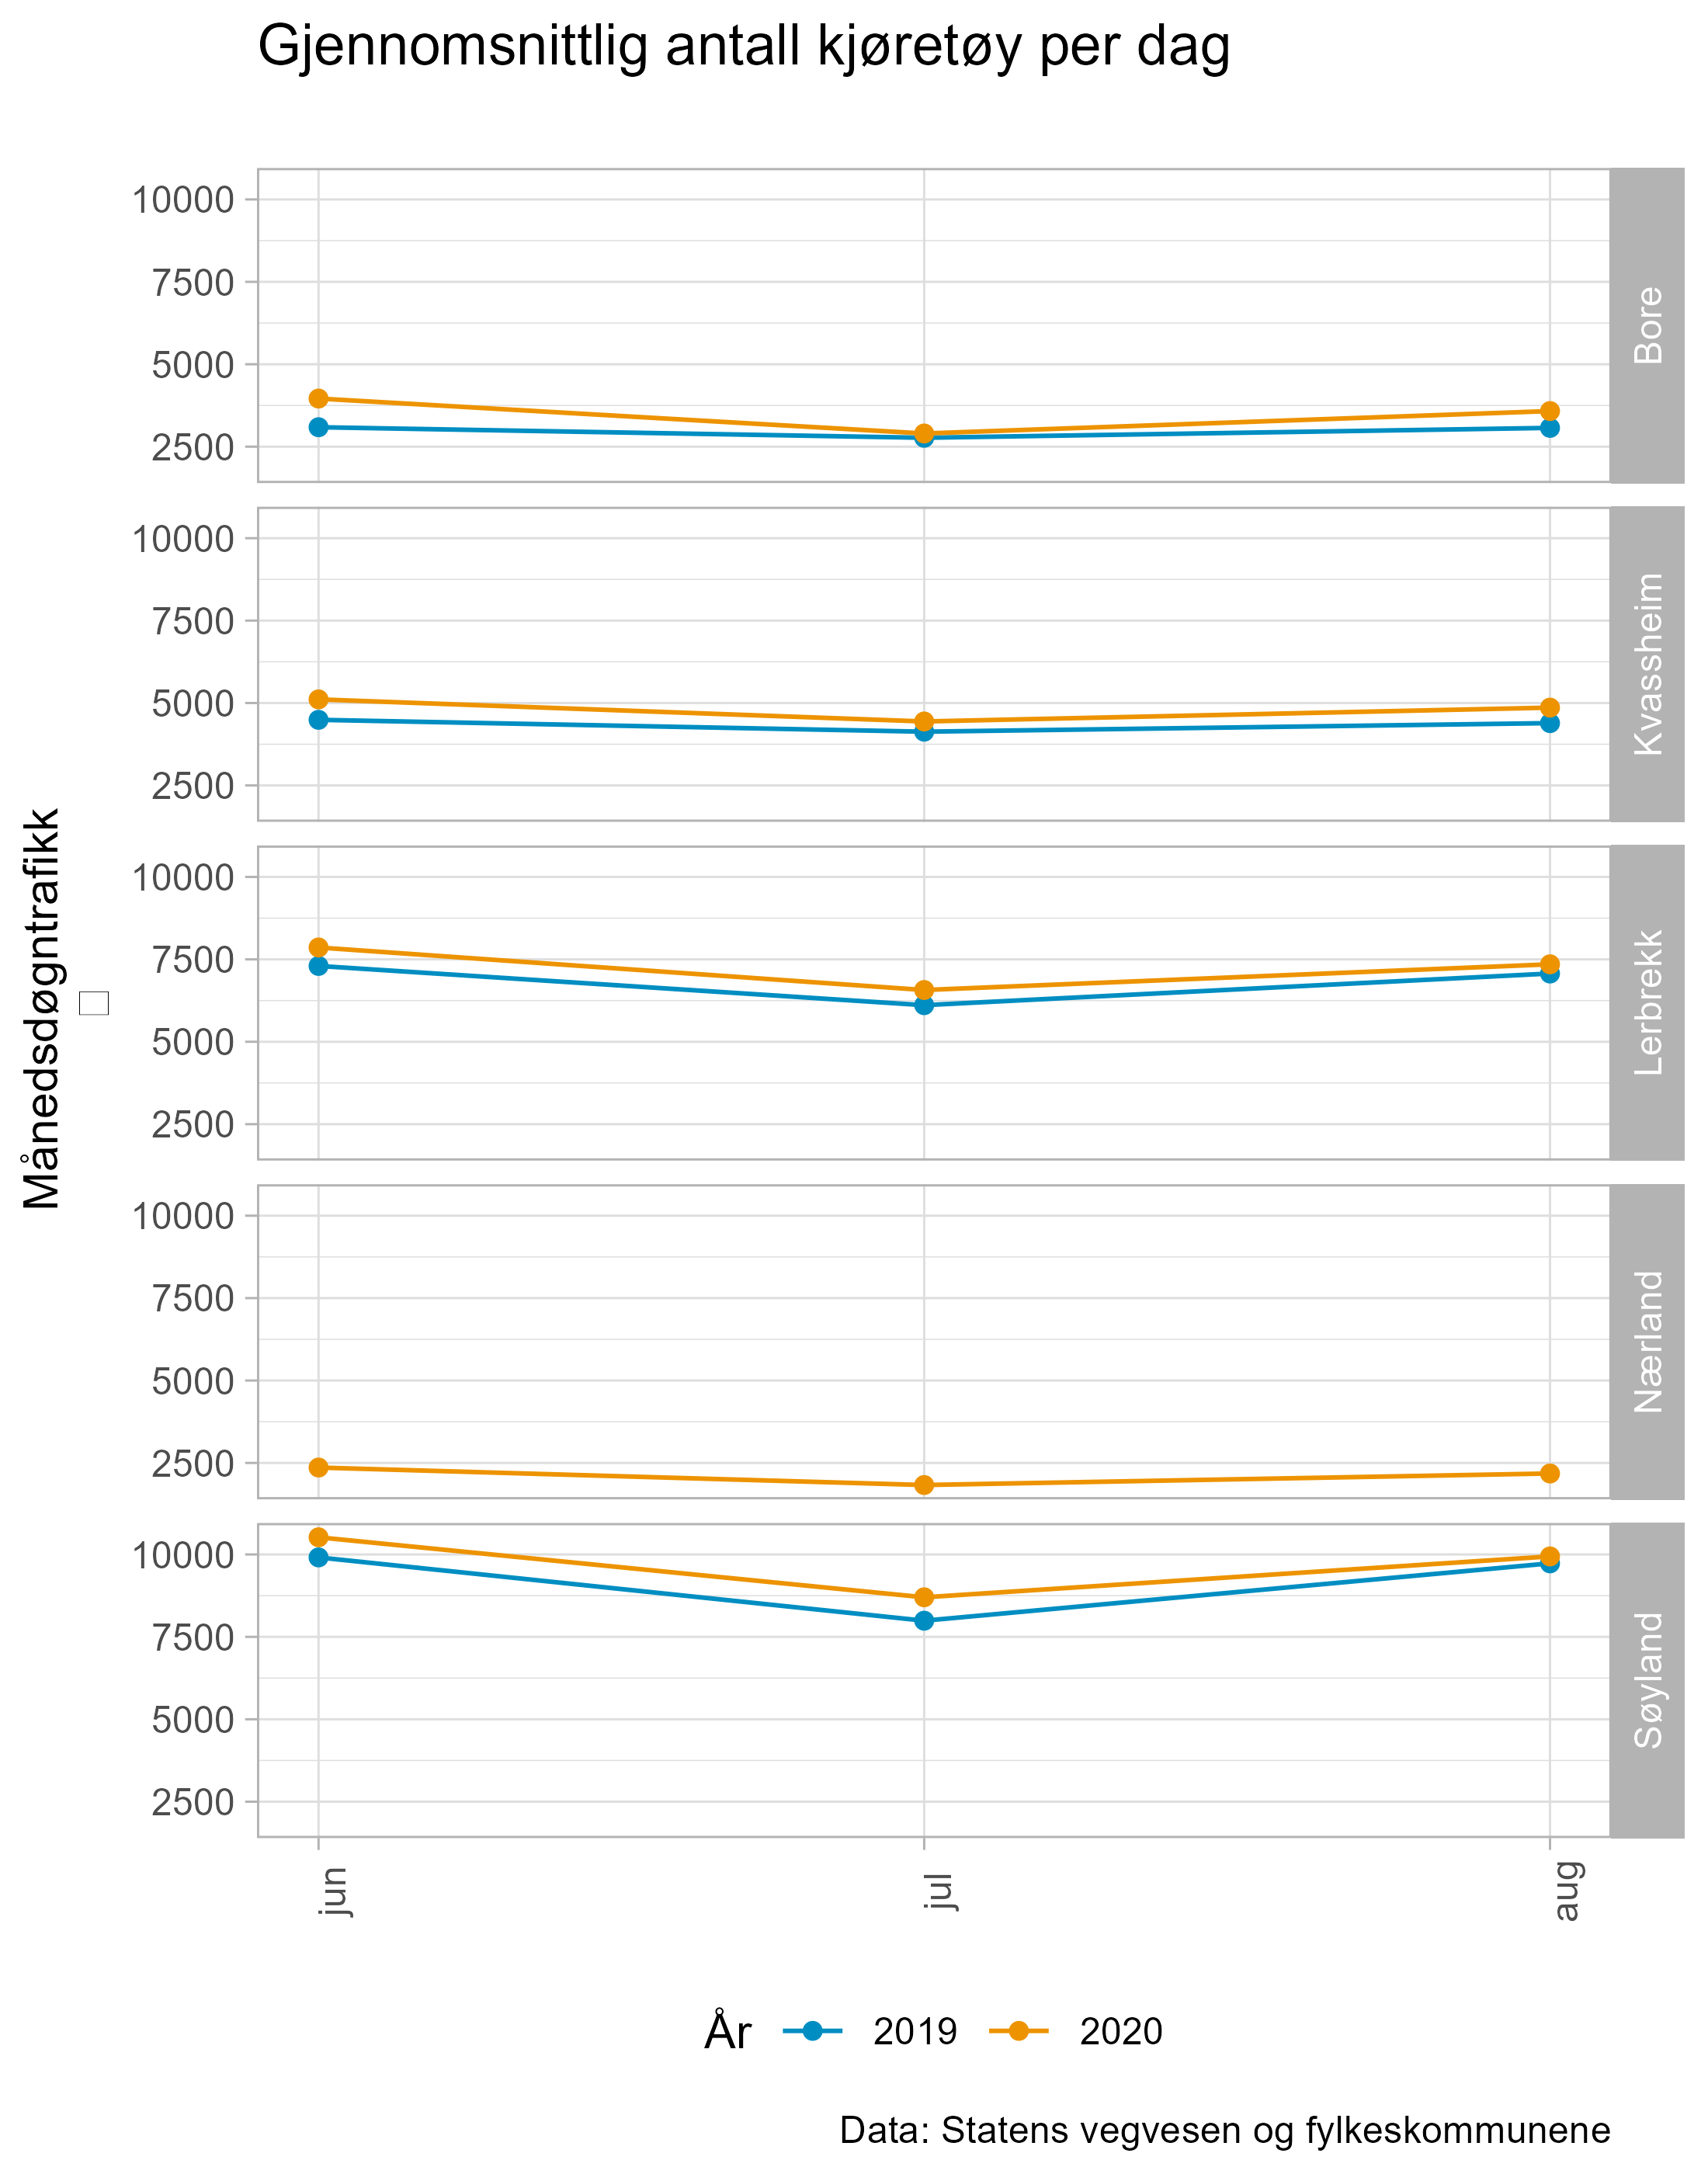 Gjennomsnittlig antall kjøretøy per dag
Månedsdøgntrafikk
10000
7500
5000
2500
Bore
10000
7500
5000
2500
Kvassheim
10000
7500
5000
2500
Lerbrekk
10000
7500
5000
2500
Nærland
10000
7500
5000
2500
Søyland
jun
jul
aug
År 2019 2020
Data: Statens vegvesen og fylkeskommunene